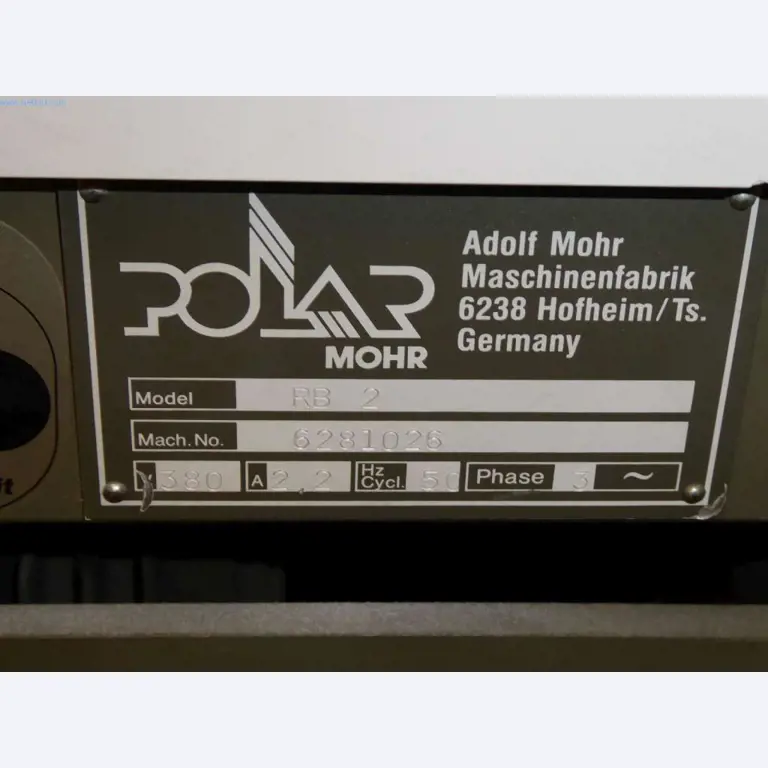 POLAR
MOHR
Adolf Mohr
Maschinenfabrik
6238 Hofheim/Ts.
Germany
Model RB 2
Mach.No. 6281026
V 380 A 2,2 Hz Cycl. 50 Phase 3 ~
it